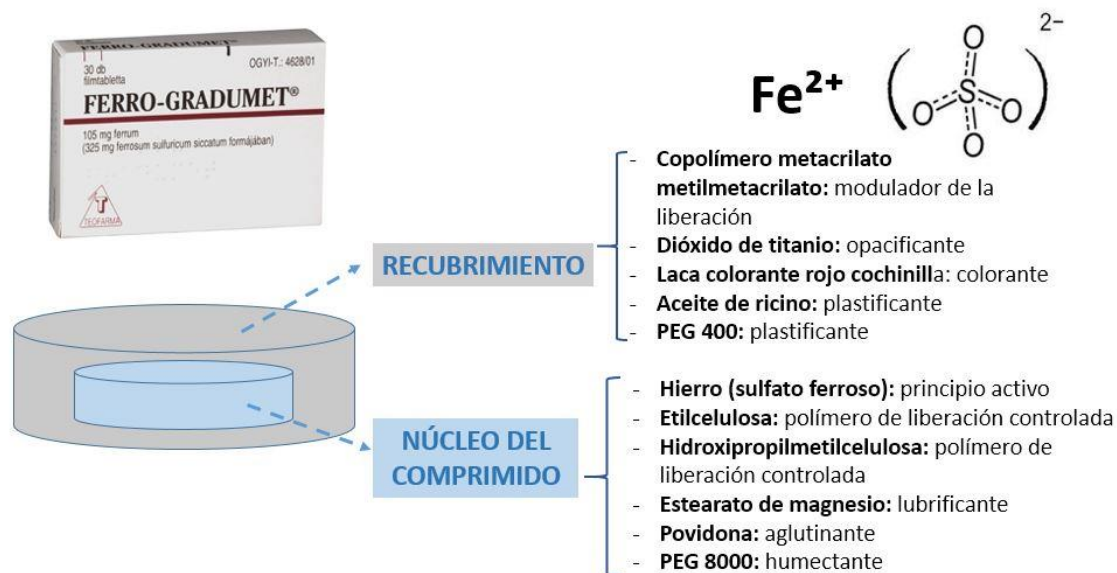 FERRO-GRADUMET®
30 db
filmtabletta
OGYI-T.: 4628/01
FERRO-GRADUMET®
105 mg ferrum
(325 mg ferrosum sulfuricum siccatum formájában)
TEOFARMA
Fe²⁺
2−
O
O S O
O
RECUBRIMIENTO
- Copolímero metacrilato
metilmetacrilato: modulador de la
liberación
- Dióxido de titanio: opacificante
- Laca colorante rojo cochinilla: colorante
- Aceite de ricino: plastificante
- PEG 400: plastificante
NÚCLEO DEL
COMPRIMIDO
- Hierro (sulfato ferroso): principio activo
- Etilcelulosa: polímero de liberación controlada
- Hidroxipropilmetilcelulosa: polímero de
liberación controlada
- Estearato de magnesio: lubrificante
- Povidona: aglutinante
- PEG 8000: humectante